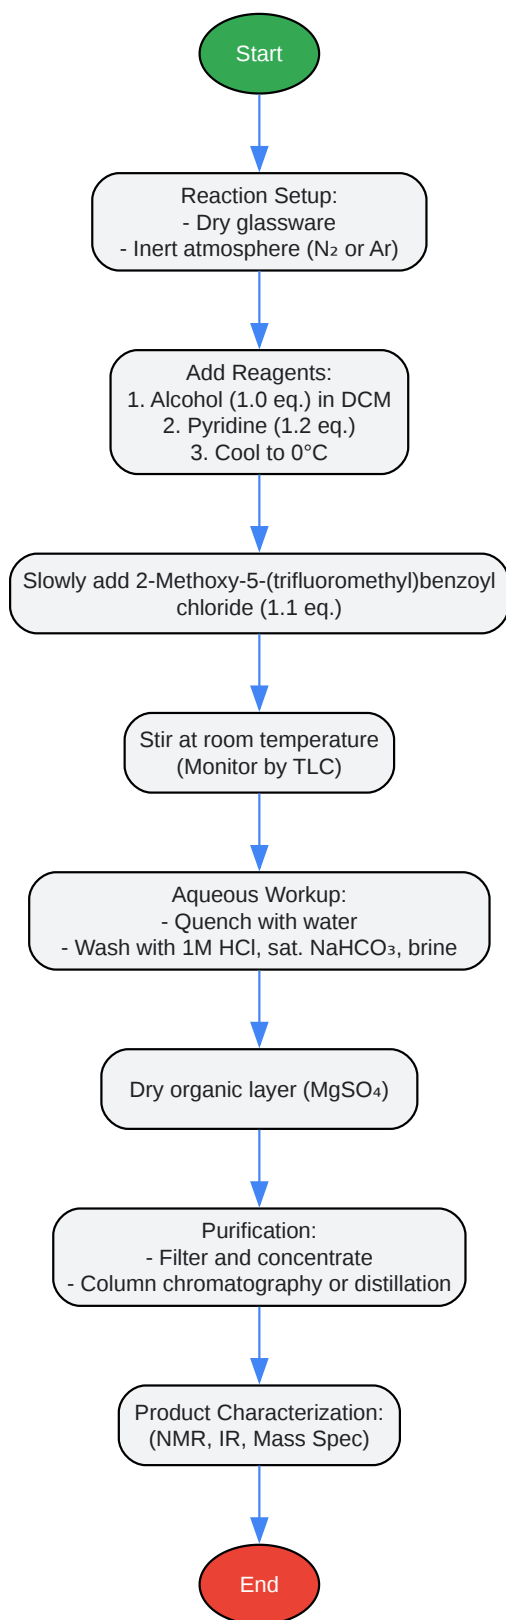 Start
Reaction Setup:
- Dry glassware
- Inert atmosphere (N₂ or Ar)
Add Reagents:
1. Alcohol (1.0 eq.) in DCM
2. Pyridine (1.2 eq.)
3. Cool to 0°C
Slowly add 2-Methoxy-5-(trifluoromethyl)benzoyl
chloride (1.1 eq.)
Stir at room temperature
(Monitor by TLC)
Aqueous Workup:
- Quench with water
- Wash with 1M HCl, sat. NaHCO₃, brine
Dry organic layer (MgSO₄)
Purification:
- Filter and concentrate
- Column chromatography or distillation
Product Characterization:
(NMR, IR, Mass Spec)
End